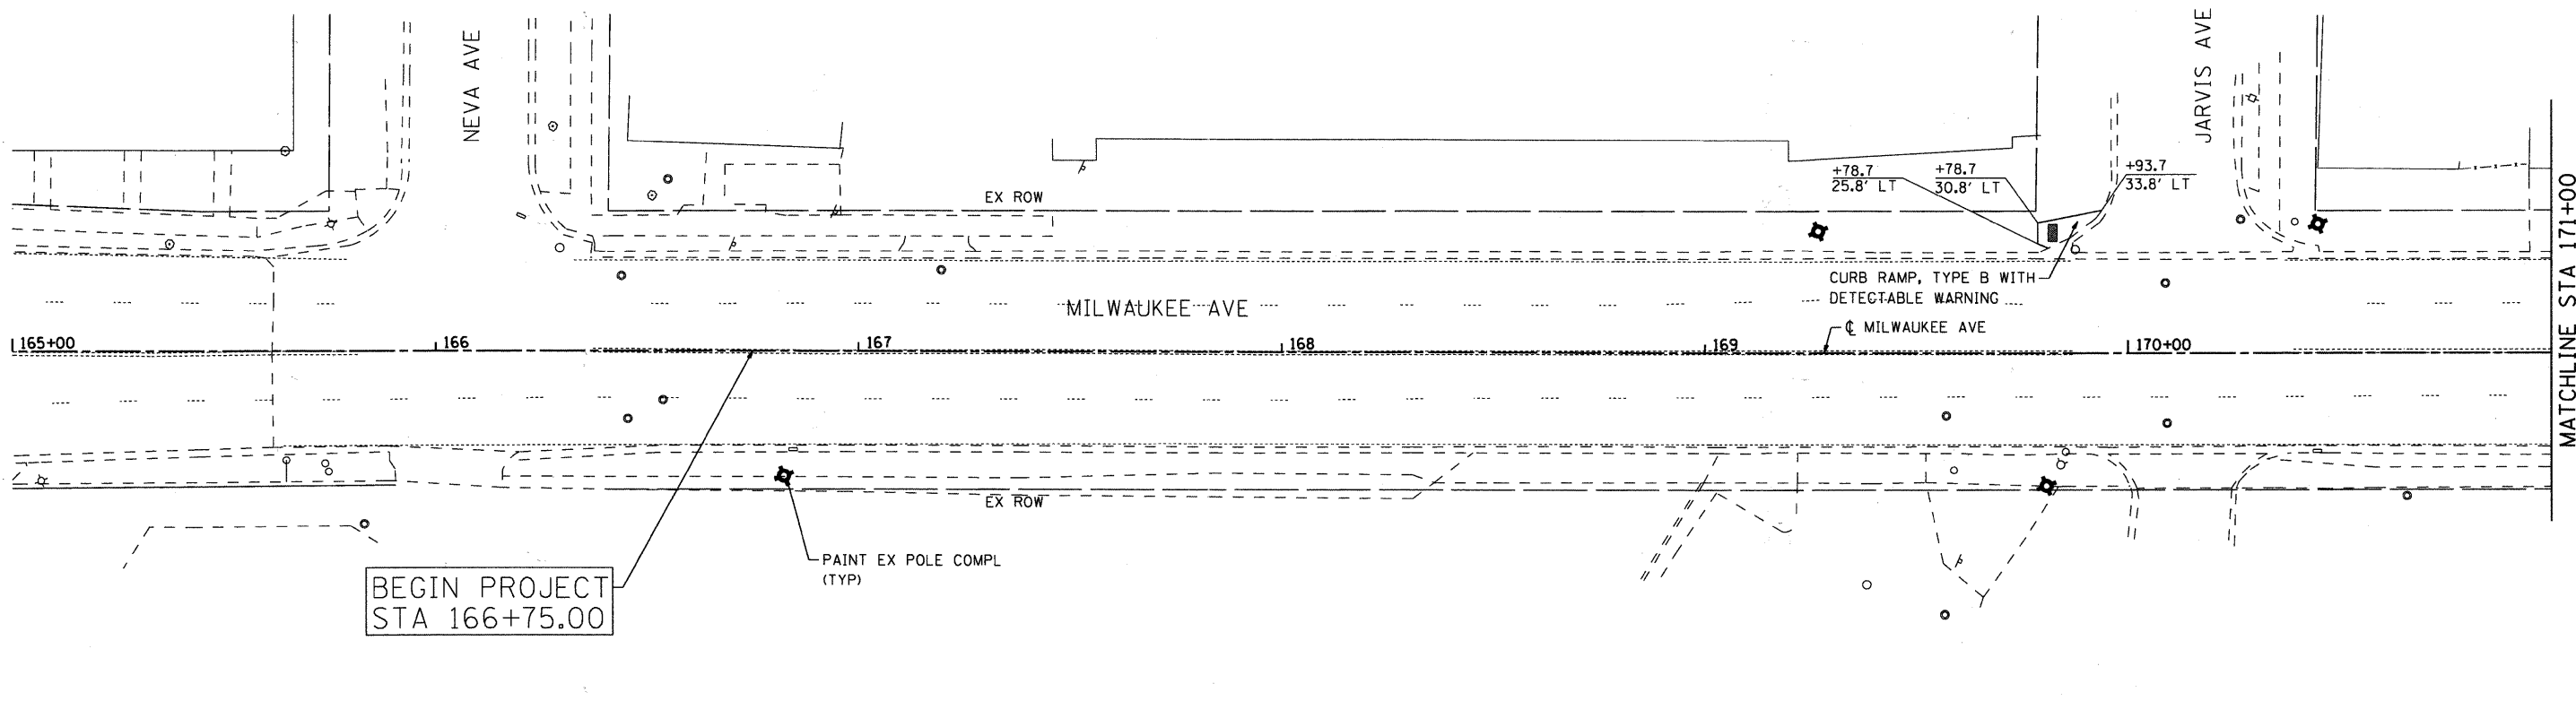 NEVA AVE
JARVIS AVE
+78.7
25.8' LT
+78.7
30.8' LT
+93.7
33.8' LT
EX ROW
CURB RAMP, TYPE B WITH
DETECTABLE WARNING
MILWAUKEE AVE
℄ MILWAUKEE AVE
165+00
166
167
168
169
170+00
MATCHLINE STA 171+00
EX ROW
PAINT EX POLE COMPL
(TYP)
BEGIN PROJECT
STA 166+75.00